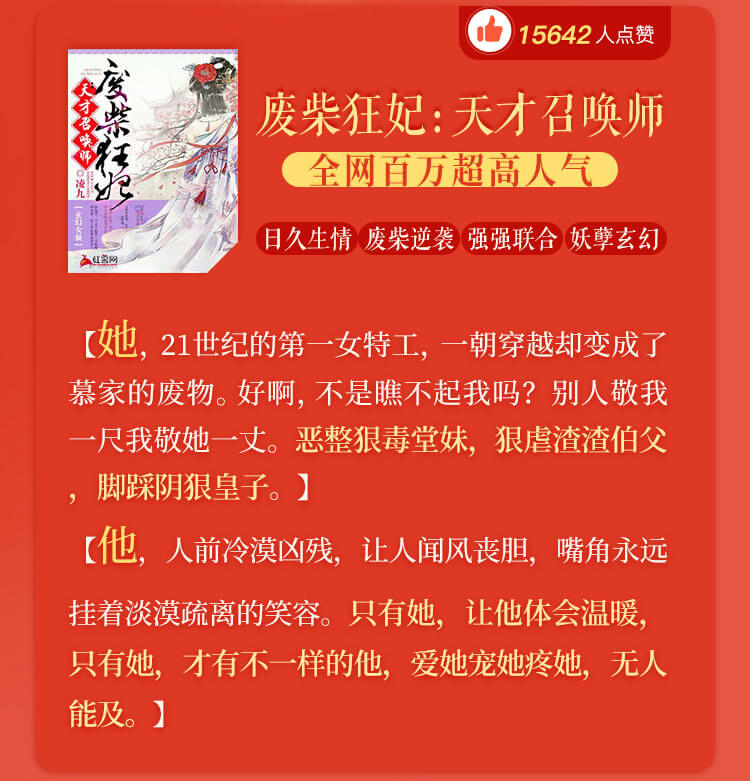 15642 人点赞
废柴狂妃
天才召唤师
◎凌九
【玄幻女强】
红薯网
废柴狂妃：天才召唤师
全网百万超高人气
日久生情 废柴逆袭 强强联合 妖孽玄幻
【她，21世纪的第一女特工，一朝穿越却变成了
慕家的废物。好啊，不是瞧不起我吗？别人敬我
一尺我敬她一丈。恶整狠毒堂妹，狠虐渣渣伯父
，脚踩阴狠皇子。】
【他，人前冷漠凶残，让人闻风丧胆，嘴角永远
挂着淡漠疏离的笑容。只有她，让他体会温暖，
只有她，才有不一样的他，爱她宠她疼她，无人
能及。】